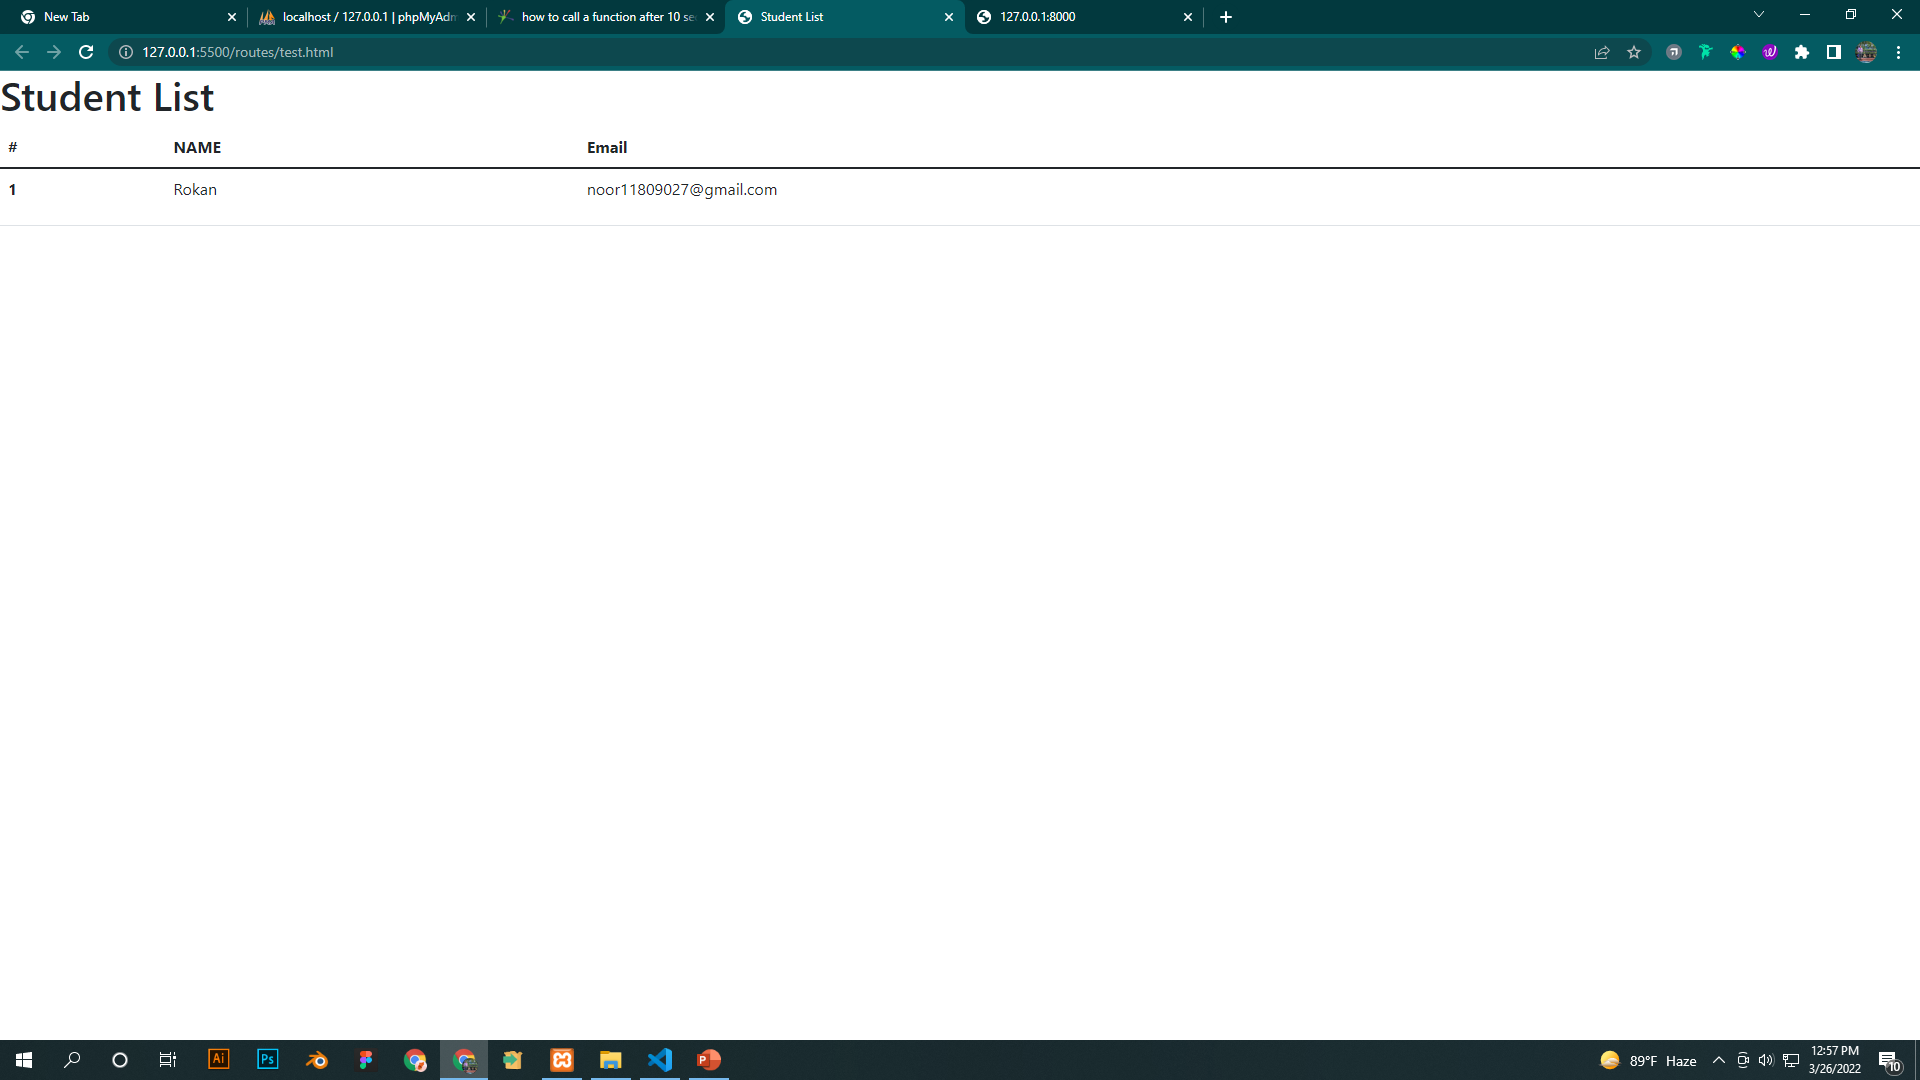 New Tab
localhost / 127.0.0.1 | phpMyAdm
how to call a function after 10 se
Student List
127.0.0.1:8000
127.0.0.1:5500/routes/test.html
Student List
# NAME Email
1 Rokan noor11809027@gmail.com
Ai Ps
89°F Haze
12:57 PM
3/26/2022
10